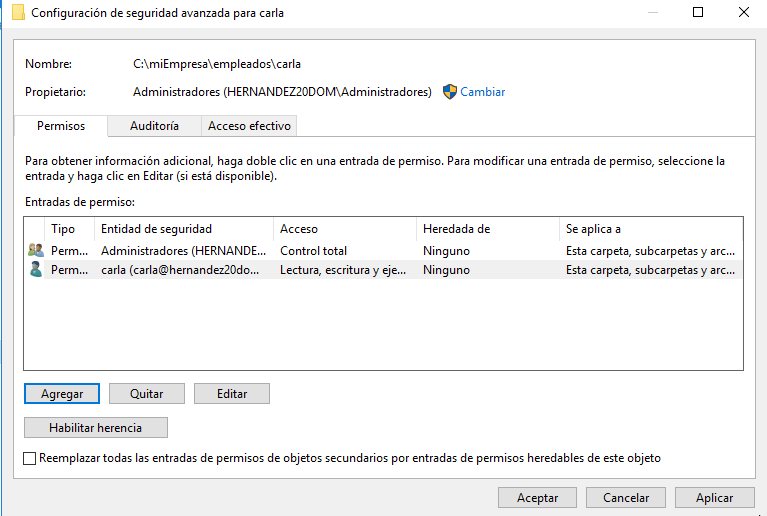 Configuración de seguridad avanzada para carla
Nombre: C:\miEmpresa\empleados\carla
Propietario: Administradores (HERNANDEZ20DOM\Administradores) Cambiar
Permisos Auditoría Acceso efectivo
Para obtener información adicional, haga doble clic en una entrada de permiso. Para modificar una entrada de permiso, seleccione la
entrada y haga clic en Editar (si está disponible).
Entradas de permiso:
Tipo Entidad de seguridad Acceso Heredada de Se aplica a
Perm... Administradores (HERNANDE... Control total Ninguno Esta carpeta, subcarpetas y arc...
Perm... carla (carla@hernandez20do... Lectura, escritura y eje... Ninguno Esta carpeta, subcarpetas y arc...
Agregar Quitar Editar
Habilitar herencia
Reemplazar todas las entradas de permisos de objetos secundarios por entradas de permisos heredables de este objeto
Aceptar Cancelar Aplicar